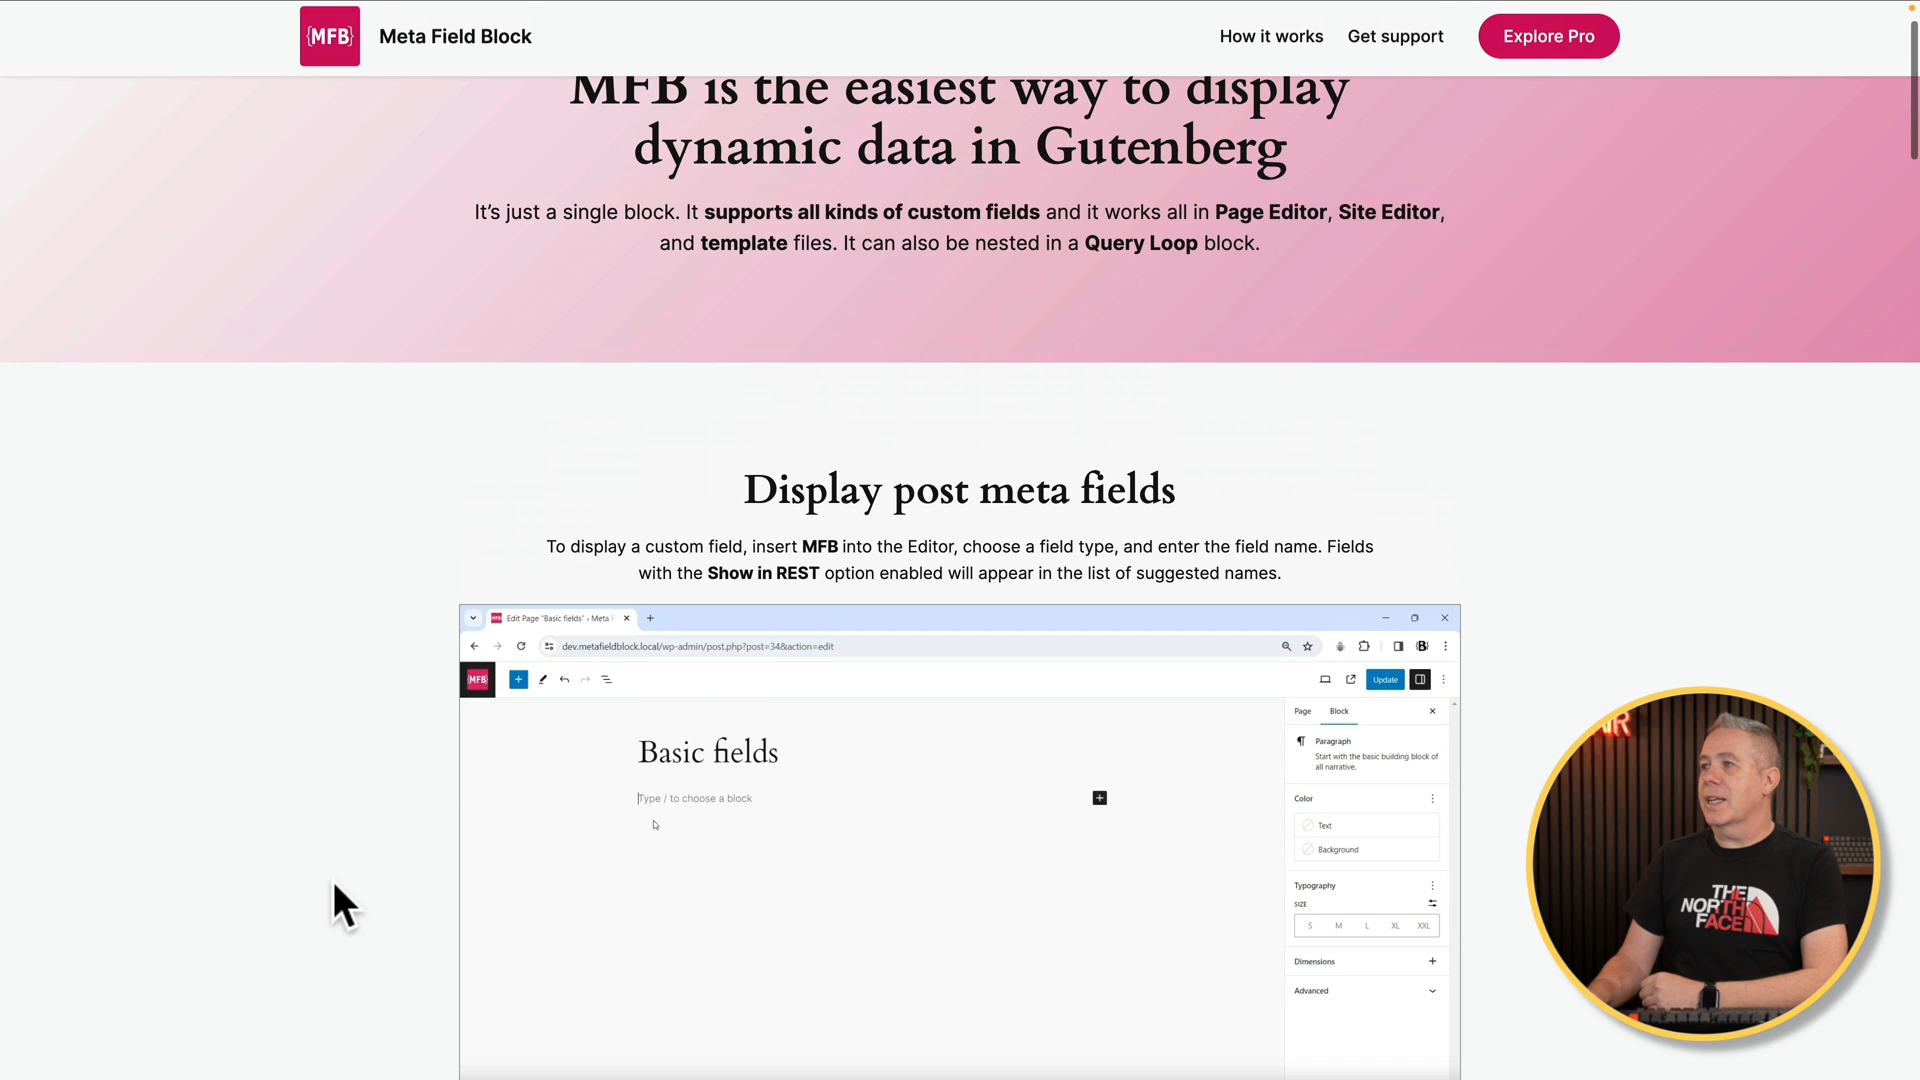 {MFB}
Meta Field Block
How it works
Get support
Explore Pro
MFB is the easiest way to display
dynamic data in Gutenberg
It’s just a single block. It supports all kinds of custom fields and it works all in Page Editor, Site Editor,
and template files. It can also be nested in a Query Loop block.
Display post meta fields
To display a custom field, insert MFB into the Editor, choose a field type, and enter the field name. Fields
with the Show in REST option enabled will appear in the list of suggested names.
Edit Page “Basic fields” ‹ Meta F
dev.metafieldblock.local/wp-admin/post.php?post=34&action=edit
{MFB}
Update
Page
Block
Basic fields
Type / to choose a block
Paragraph
Start with the basic building block of
all narrative.
Color
Text
Background
Typography
SIZE
S
M
L
XL
XXL
Dimensions
Advanced
AIR
THE
NORTH
FACE